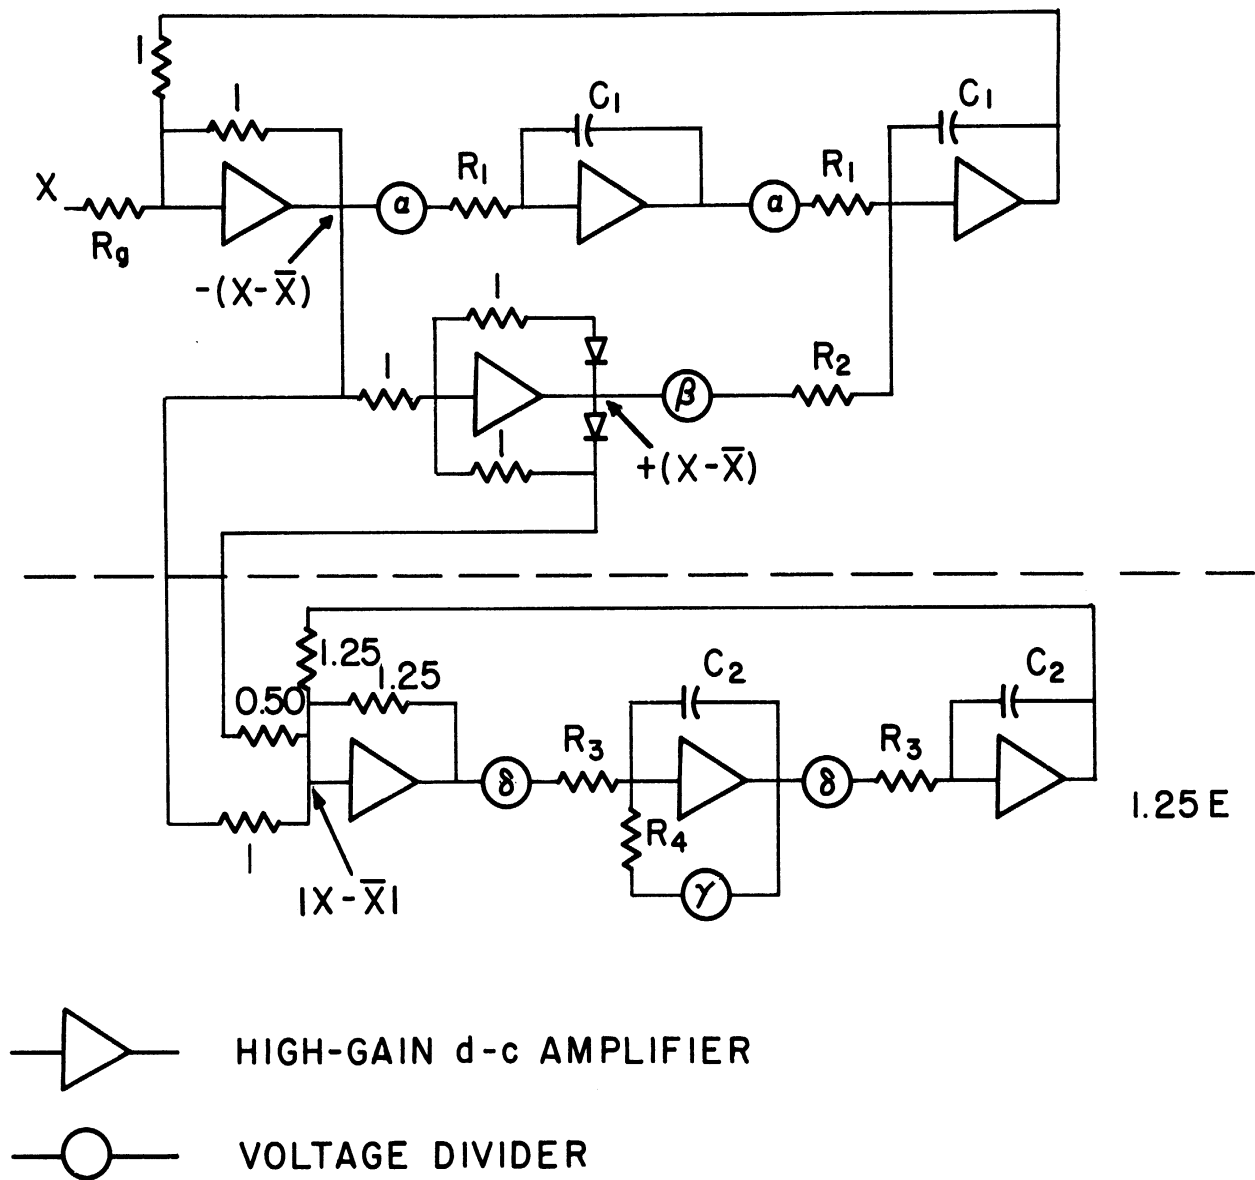 1
1
C1
C1
X
Rg
α
R1
α
R1
-(X-X̅)
1
1
R2
β
1
+(X-X̅)
1.25
1.25
0.50
C2
C2
R3
R3
δ
δ
R4
1.25 E
1
γ
|X-X̅|
HIGH-GAIN d-c AMPLIFIER
VOLTAGE DIVIDER